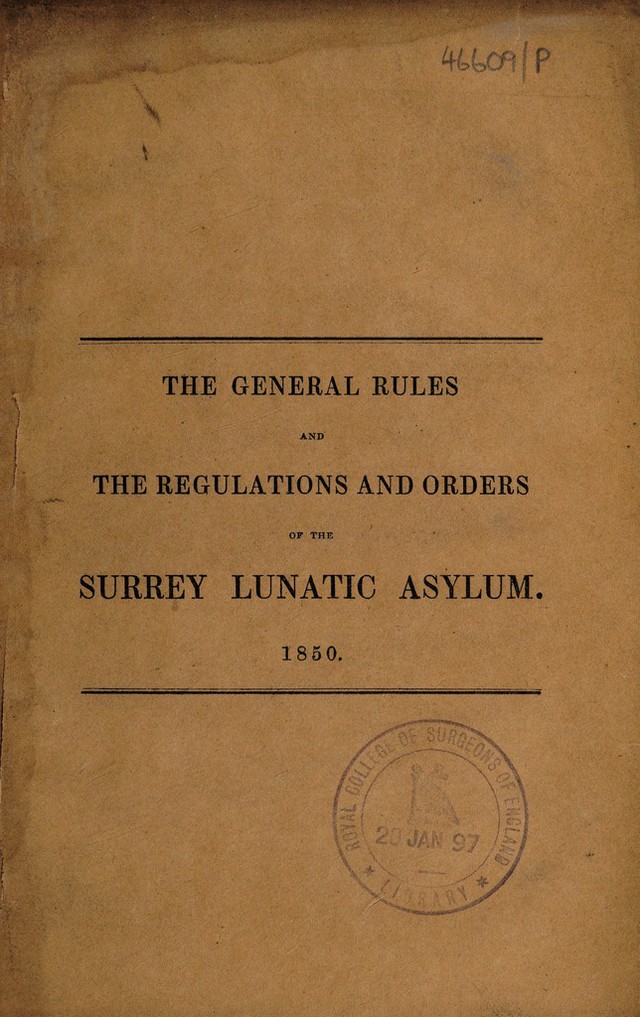 46609/P
THE GENERAL RULES
AND
THE REGULATIONS AND ORDERS
OF THE
SURREY LUNATIC ASYLUM.
1850.
ROYAL COLLEGE OF SURGEONS OF ENGLAND
JAN 97
* LIBRARY *